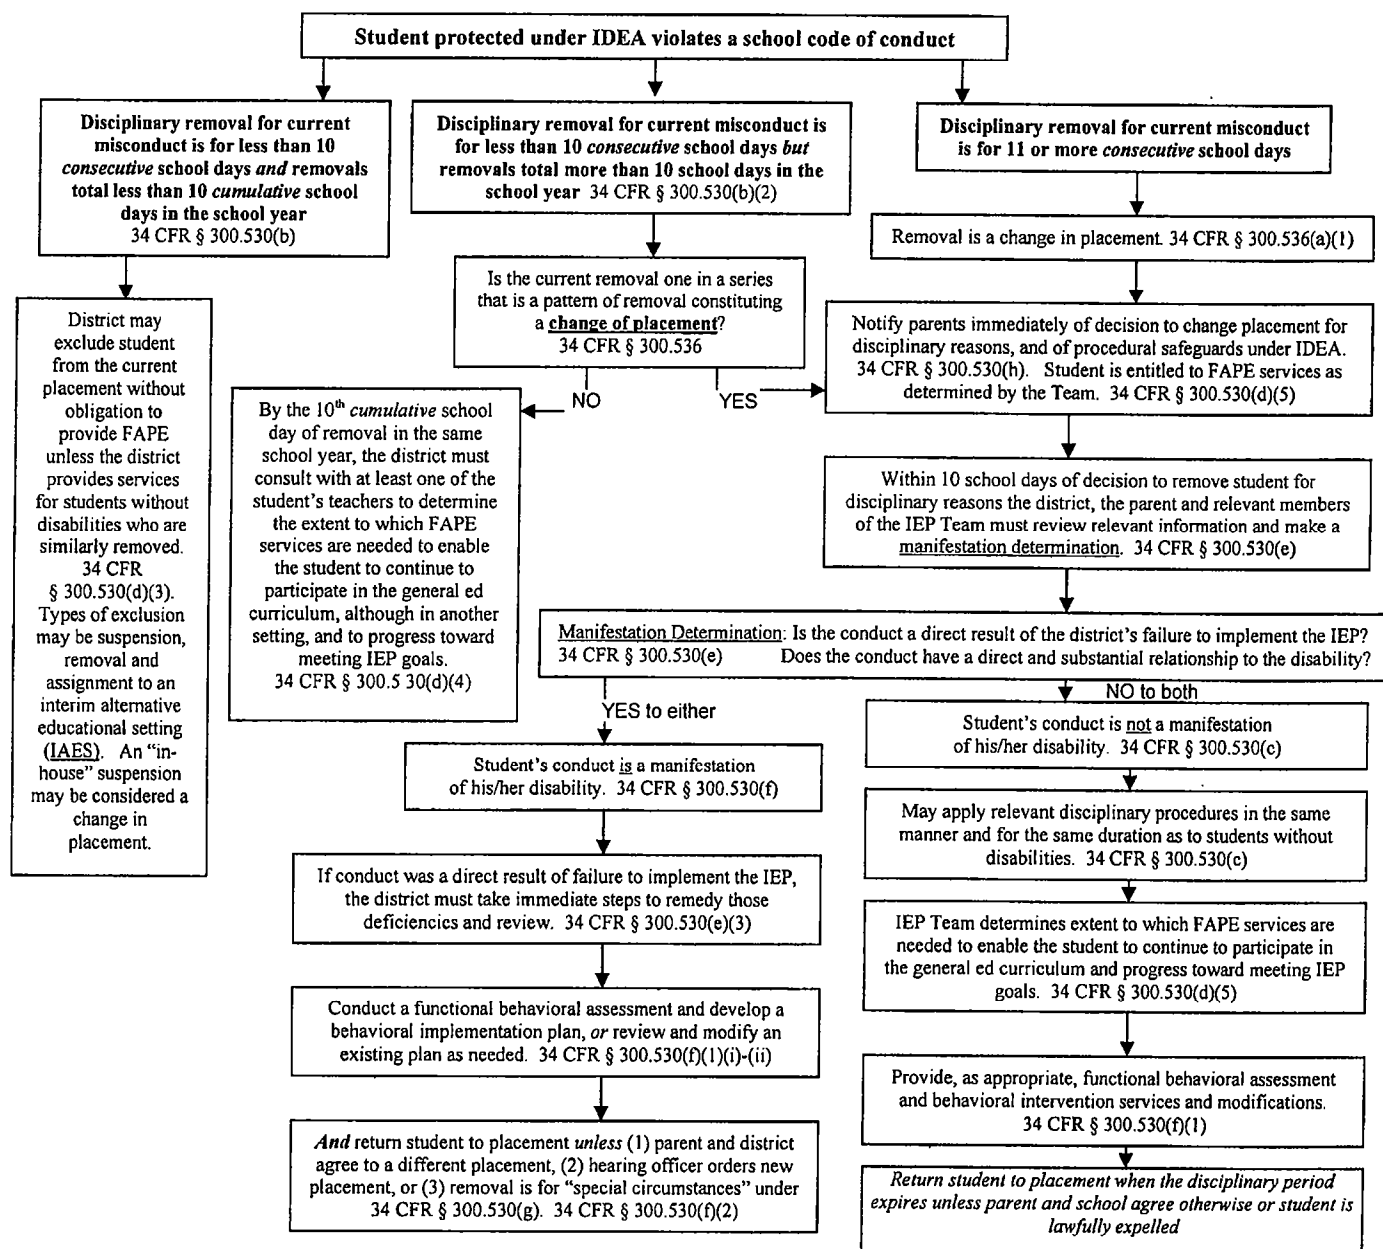 Student protected under IDEA violates a school code of conduct
Disciplinary removal for current
misconduct is for less than 10
consecutive school days and removals
total less than 10 cumulative school
days in the school year
34 CFR § 300.530(b)
Disciplinary removal for current misconduct is
for less than 10 consecutive school days but
removals total more than 10 school days in the
school year 34 CFR § 300.530(b)(2)
Disciplinary removal for current misconduct
is for 11 or more consecutive school days
Removal is a change in placement. 34 CFR § 300.536(a)(1)
Is the current removal one in a series
that is a pattern of removal constituting
a change of placement?
34 CFR § 300.536
NO
YES
District may
exclude student
from the current
placement without
obligation to
provide FAPE
unless the district
provides services
for students without
disabilities who are
similarly removed.
34 CFR
§ 300.530(d)(3).
Types of exclusion
may be suspension,
removal and
assignment to an
interim alternative
educational setting
(IAES). An “in-
house” suspension
may be considered a
change in
placement.
By the 10th cumulative school
day of removal in the same
school year, the district must
consult with at least one of the
student’s teachers to determine
the extent to which FAPE
services are needed to enable
the student to continue to
participate in the general ed
curriculum, although in another
setting, and to progress toward
meeting IEP goals.
34 CFR § 300.5 30(d)(4)
Notify parents immediately of decision to change placement for
disciplinary reasons, and of procedural safeguards under IDEA.
34 CFR § 300.530(h). Student is entitled to FAPE services as
determined by the Team. 34 CFR § 300.530(d)(5)
Within 10 school days of decision to remove student for
disciplinary reasons the district, the parent and relevant members
of the IEP Team must review relevant information and make a
manifestation determination. 34 CFR § 300.530(e)
Manifestation Determination: Is the conduct a direct result of the district’s failure to implement the IEP?
34 CFR § 300.530(e) Does the conduct have a direct and substantial relationship to the disability?
YES to either
NO to both
Student’s conduct is a manifestation
of his/her disability. 34 CFR § 300.530(f)
If conduct was a direct result of failure to implement the IEP,
the district must take immediate steps to remedy those
deficiencies and review. 34 CFR § 300.530(e)(3)
Conduct a functional behavioral assessment and develop a
behavioral implementation plan, or review and modify an
existing plan as needed. 34 CFR § 300.530(f)(1)(i)-(ii)
And return student to placement unless (1) parent and district
agree to a different placement, (2) hearing officer orders new
placement, or (3) removal is for “special circumstances” under
34 CFR § 300.530(g). 34 CFR § 300.530(f)(2)
Student’s conduct is not a manifestation
of his/her disability. 34 CFR § 300.530(c)
May apply relevant disciplinary procedures in the same
manner and for the same duration as to students without
disabilities. 34 CFR § 300.530(c)
IEP Team determines extent to which FAPE services are
needed to enable the student to continue to participate in
the general ed curriculum and progress toward meeting IEP
goals. 34 CFR § 300.530(d)(5)
Provide, as appropriate, functional behavioral assessment
and behavioral intervention services and modifications.
34 CFR § 300.530(f)(1)
Return student to placement when the disciplinary period
expires unless parent and school agree otherwise or student is
lawfully expelled